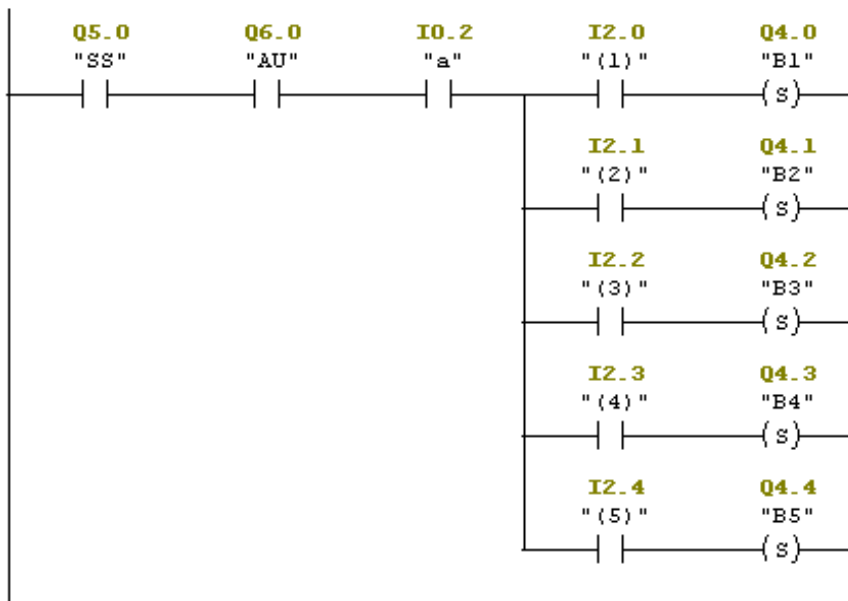 Q5.0 Q6.0 I0.2 I2.0 Q4.0
"SS" "AU" "a" "(1)" "B1"
(S)
I2.1 Q4.1
"(2)" "B2"
(S)
I2.2 Q4.2
"(3)" "B3"
(S)
I2.3 Q4.3
"(4)" "B4"
(S)
I2.4 Q4.4
"(5)" "B5"
(S)